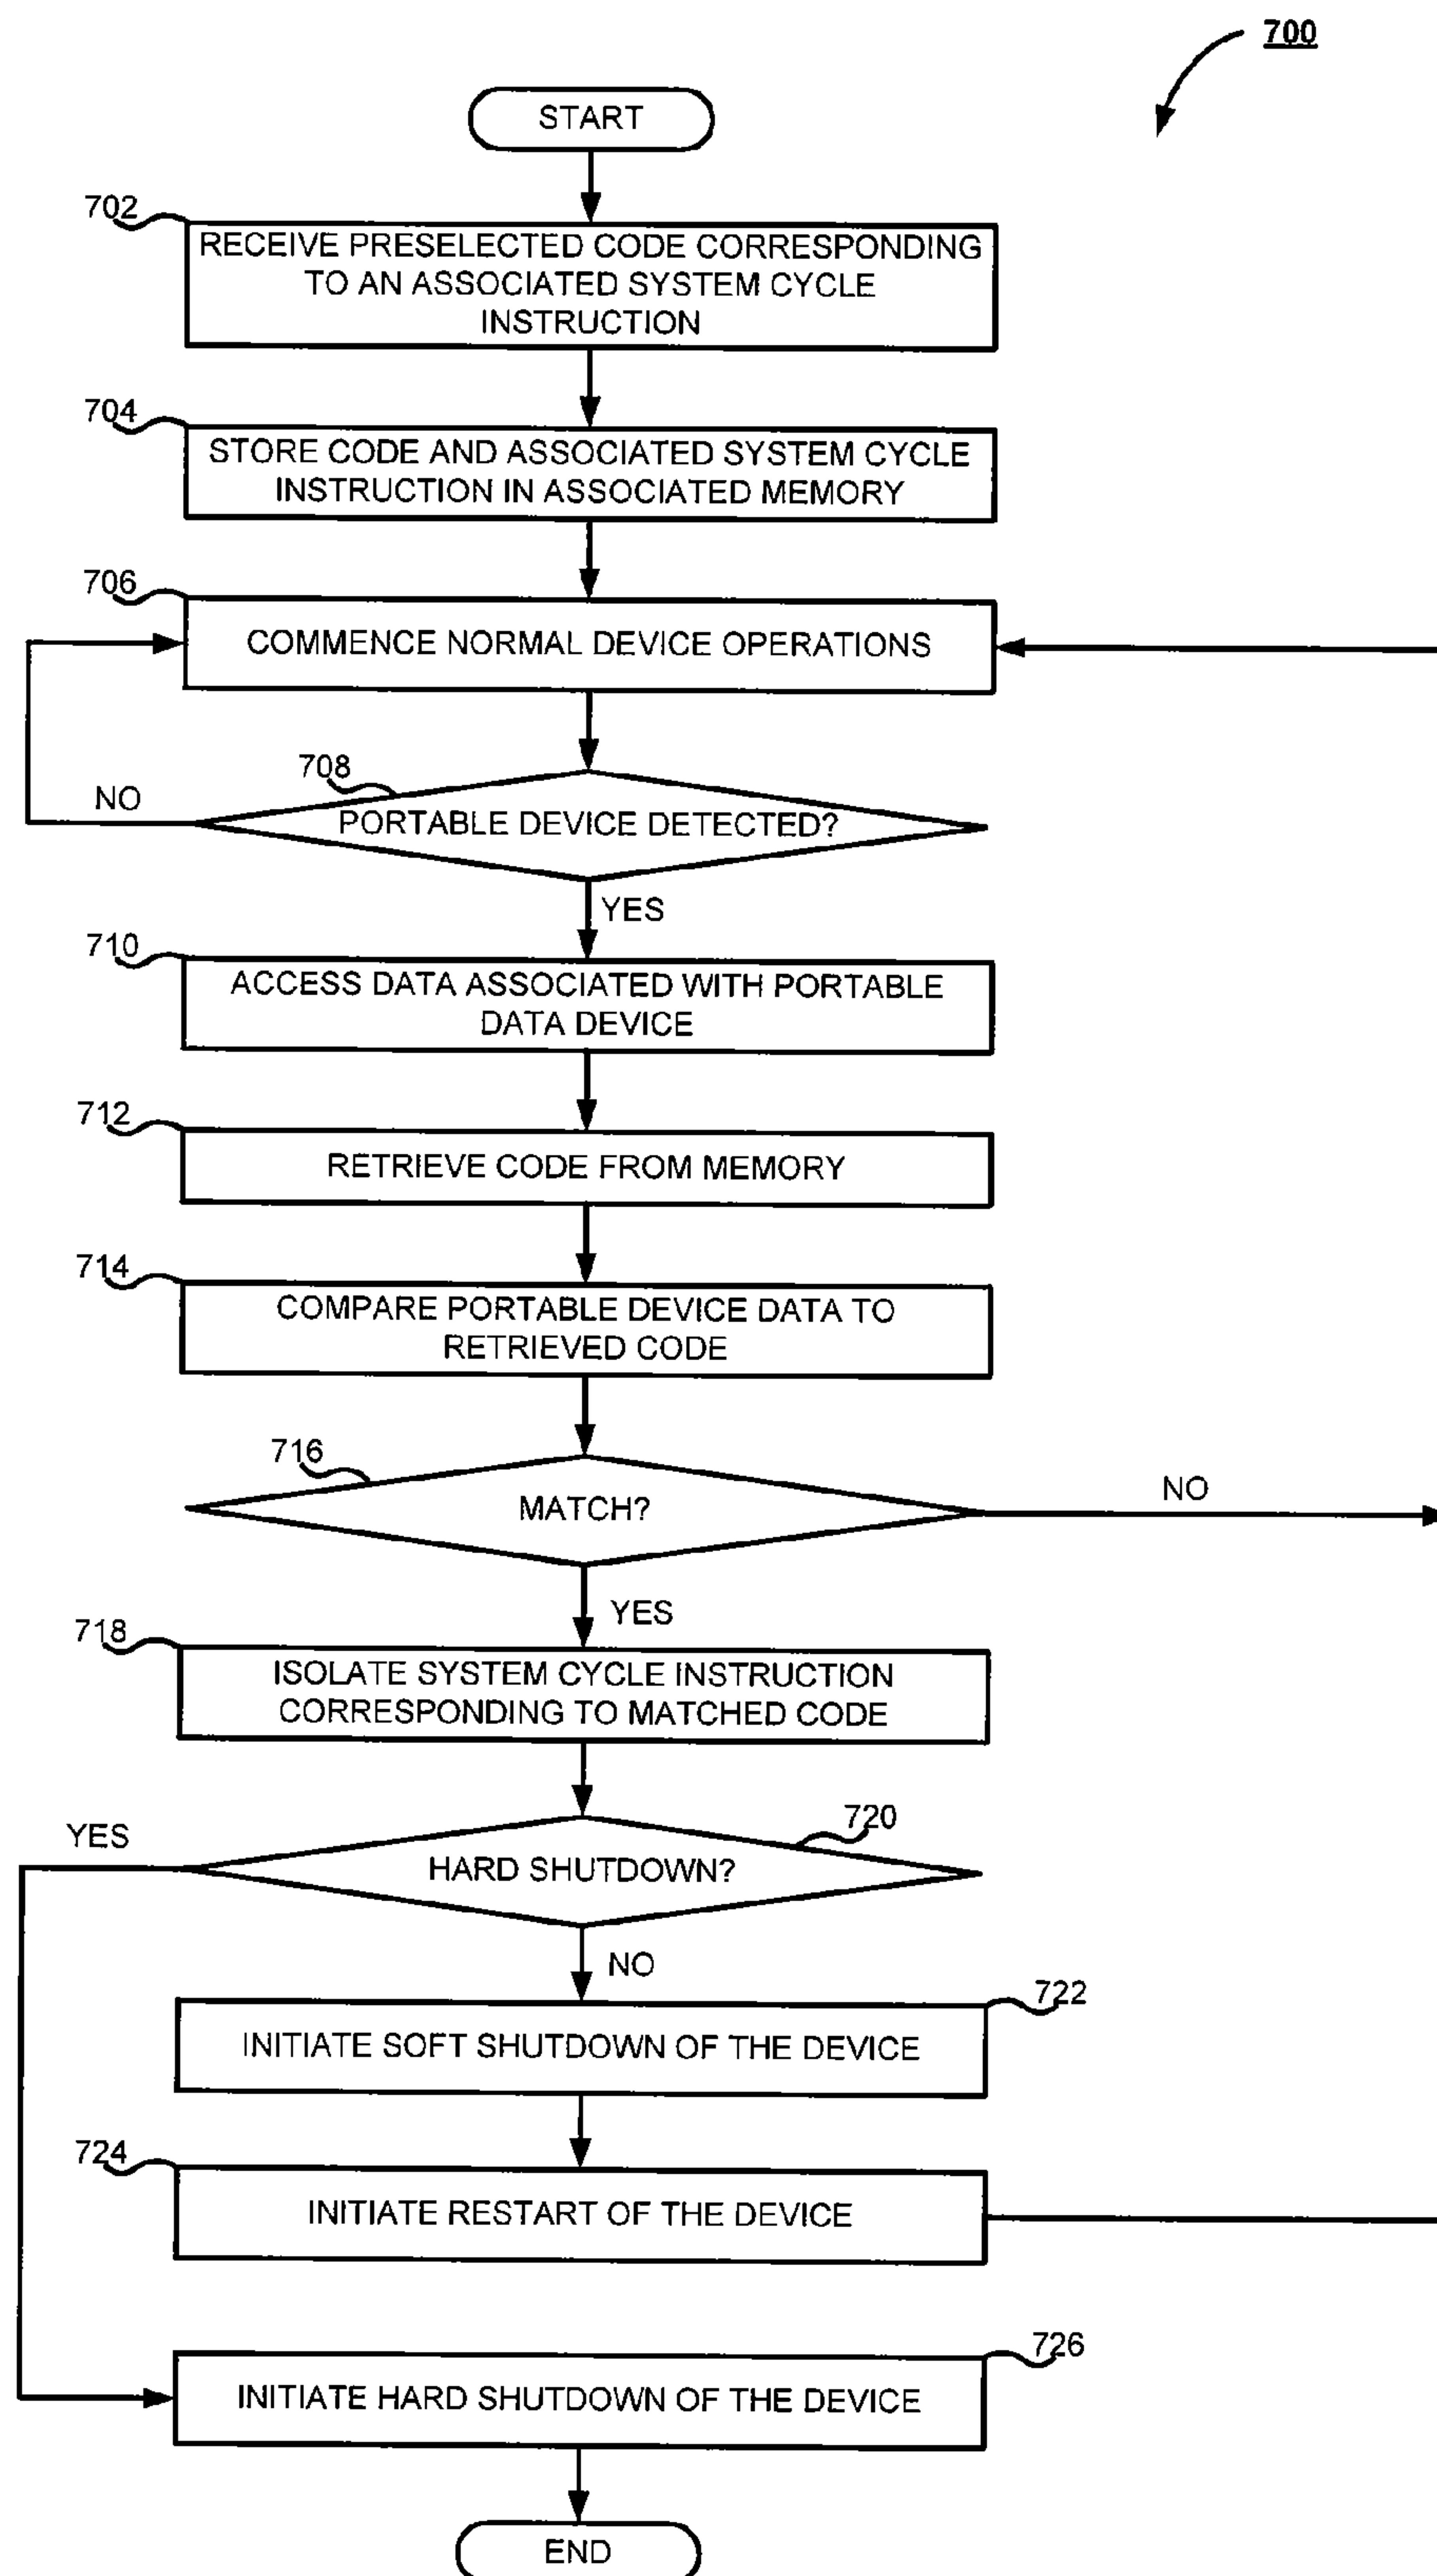 700
START
702
RECEIVE PRESELECTED CODE CORRESPONDING
TO AN ASSOCIATED SYSTEM CYCLE
INSTRUCTION
704
STORE CODE AND ASSOCIATED SYSTEM CYCLE
INSTRUCTION IN ASSOCIATED MEMORY
706
COMMENCE NORMAL DEVICE OPERATIONS
708
NO
PORTABLE DEVICE DETECTED?
YES
710
ACCESS DATA ASSOCIATED WITH PORTABLE
DATA DEVICE
712
RETRIEVE CODE FROM MEMORY
714
COMPARE PORTABLE DEVICE DATA TO
RETRIEVED CODE
716
MATCH?
NO
YES
718
ISOLATE SYSTEM CYCLE INSTRUCTION
CORRESPONDING TO MATCHED CODE
720
YES
HARD SHUTDOWN?
NO
722
INITIATE SOFT SHUTDOWN OF THE DEVICE
724
INITIATE RESTART OF THE DEVICE
726
INITIATE HARD SHUTDOWN OF THE DEVICE
END